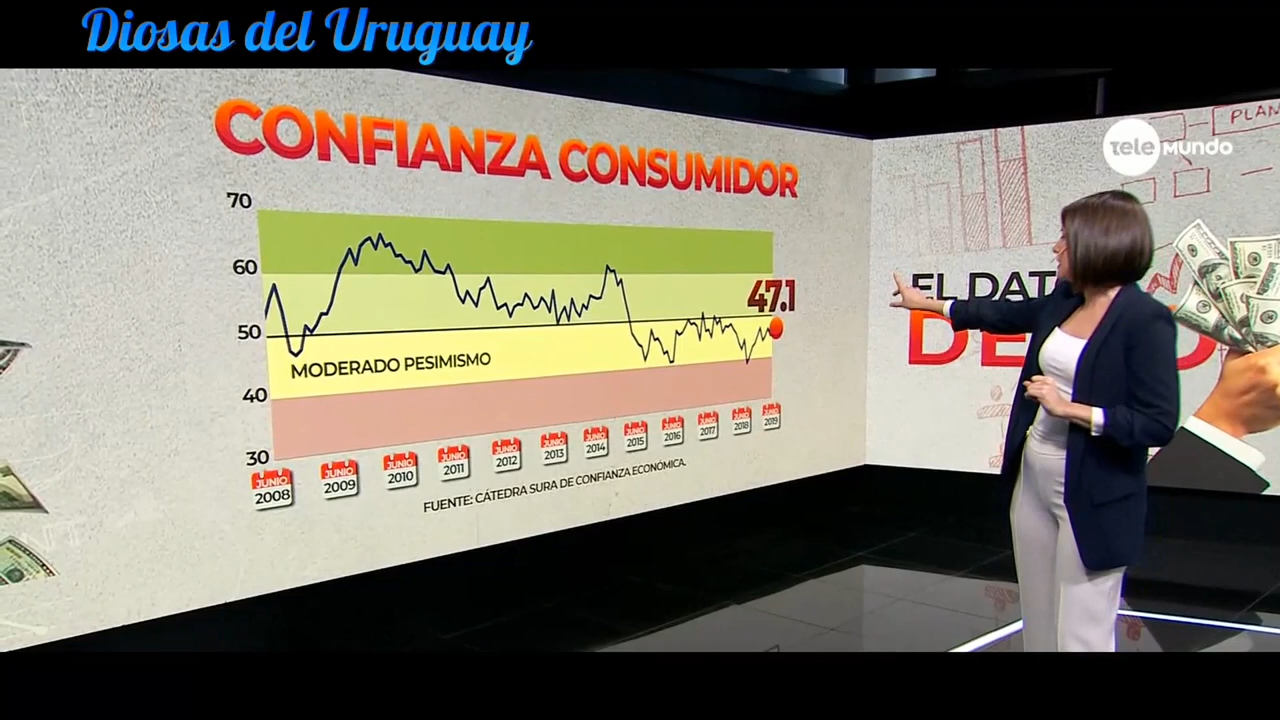 Diosas del Uruguay
CONFIANZA CONSUMIDOR
70
60
50
40
30
47.1
MODERADO PESIMISMO
JUNIO
2008
JUNIO
2009
JUNIO
2010
JUNIO
2011
JUNIO
2012
JUNIO
2013
JUNIO
2014
JUNIO
2015
JUNIO
2016
JUNIO
2017
JUNIO
2018
JUNIO
2019
FUENTE: CÁTEDRA SURA DE CONFIANZA ECONÓMICA.
PLAN
tele MUNDO
EL